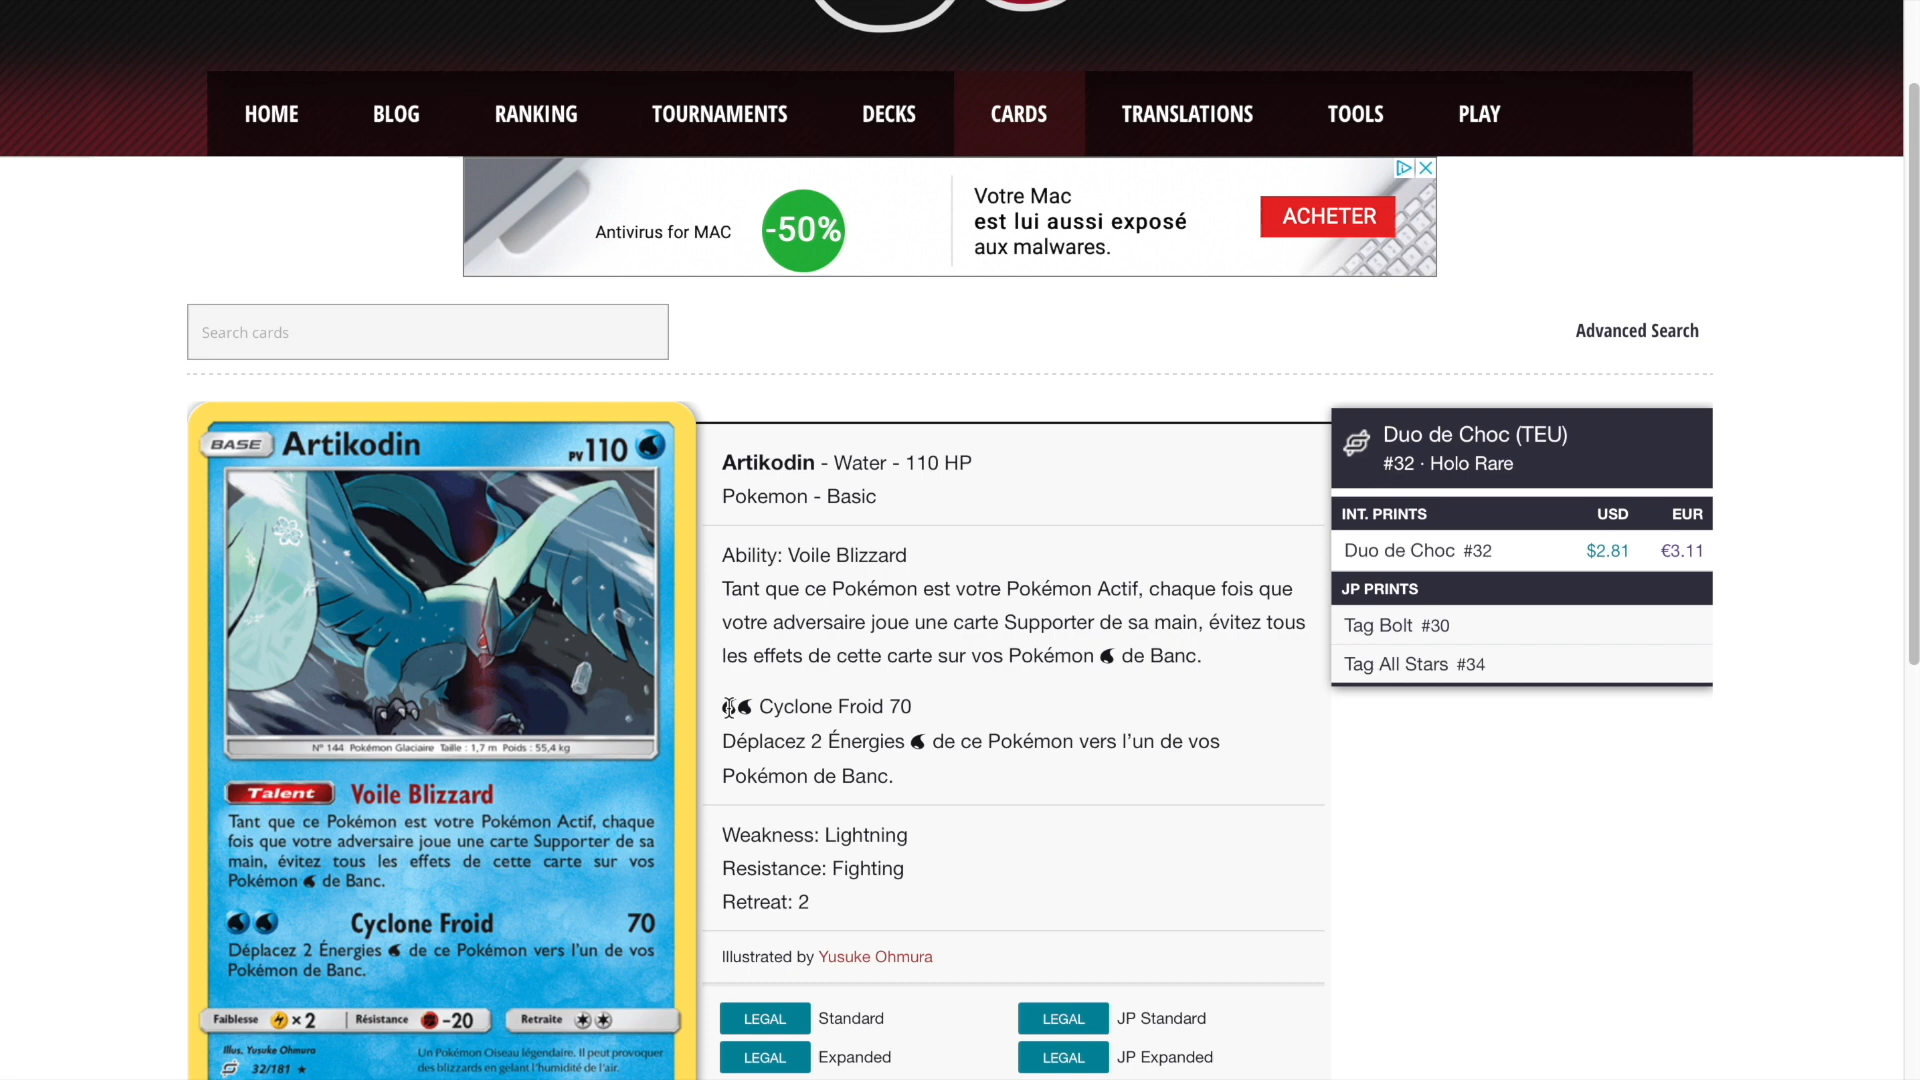 HOME BLOG RANKING TOURNAMENTS DECKS CARDS TRANSLATIONS TOOLS PLAY
Antivirus for MAC
-50%
Votre Mac
est lui aussi exposé
aux malwares.
ACHETER
Search cards
Advanced Search
BASE Artikodin PV 110
N° 144 Pokémon Glaciaire Taille : 1,7 m Poids : 55,4 kg
Talent Voile Blizzard
Tant que ce Pokémon est votre Pokémon Actif, chaque
fois que votre adversaire joue une carte Supporter de sa
main, évitez tous les effets de cette carte sur vos
Pokémon de Banc.
Cyclone Froid 70
Déplacez 2 Énergies de ce Pokémon vers l'un de vos
Pokémon de Banc.
Faiblesse ×2 Résistance -20 Retraite
Illus. Yusuke Ohmura
32/181 ★
Un Pokémon Oiseau légendaire. Il peut provoquer
des blizzards en gelant l'humidité de l'air.
Artikodin - Water - 110 HP
Pokemon - Basic
Ability: Voile Blizzard
Tant que ce Pokémon est votre Pokémon Actif, chaque fois que
votre adversaire joue une carte Supporter de sa main, évitez tous
les effets de cette carte sur vos Pokémon de Banc.
Cyclone Froid 70
Déplacez 2 Énergies de ce Pokémon vers l’un de vos
Pokémon de Banc.
Weakness: Lightning
Resistance: Fighting
Retreat: 2
Illustrated by Yusuke Ohmura
LEGAL Standard LEGAL JP Standard
LEGAL Expanded LEGAL JP Expanded
Duo de Choc (TEU)
#32 · Holo Rare
INT. PRINTS USD EUR
Duo de Choc #32 $2.81 €3.11
JP PRINTS
Tag Bolt #30
Tag All Stars #34